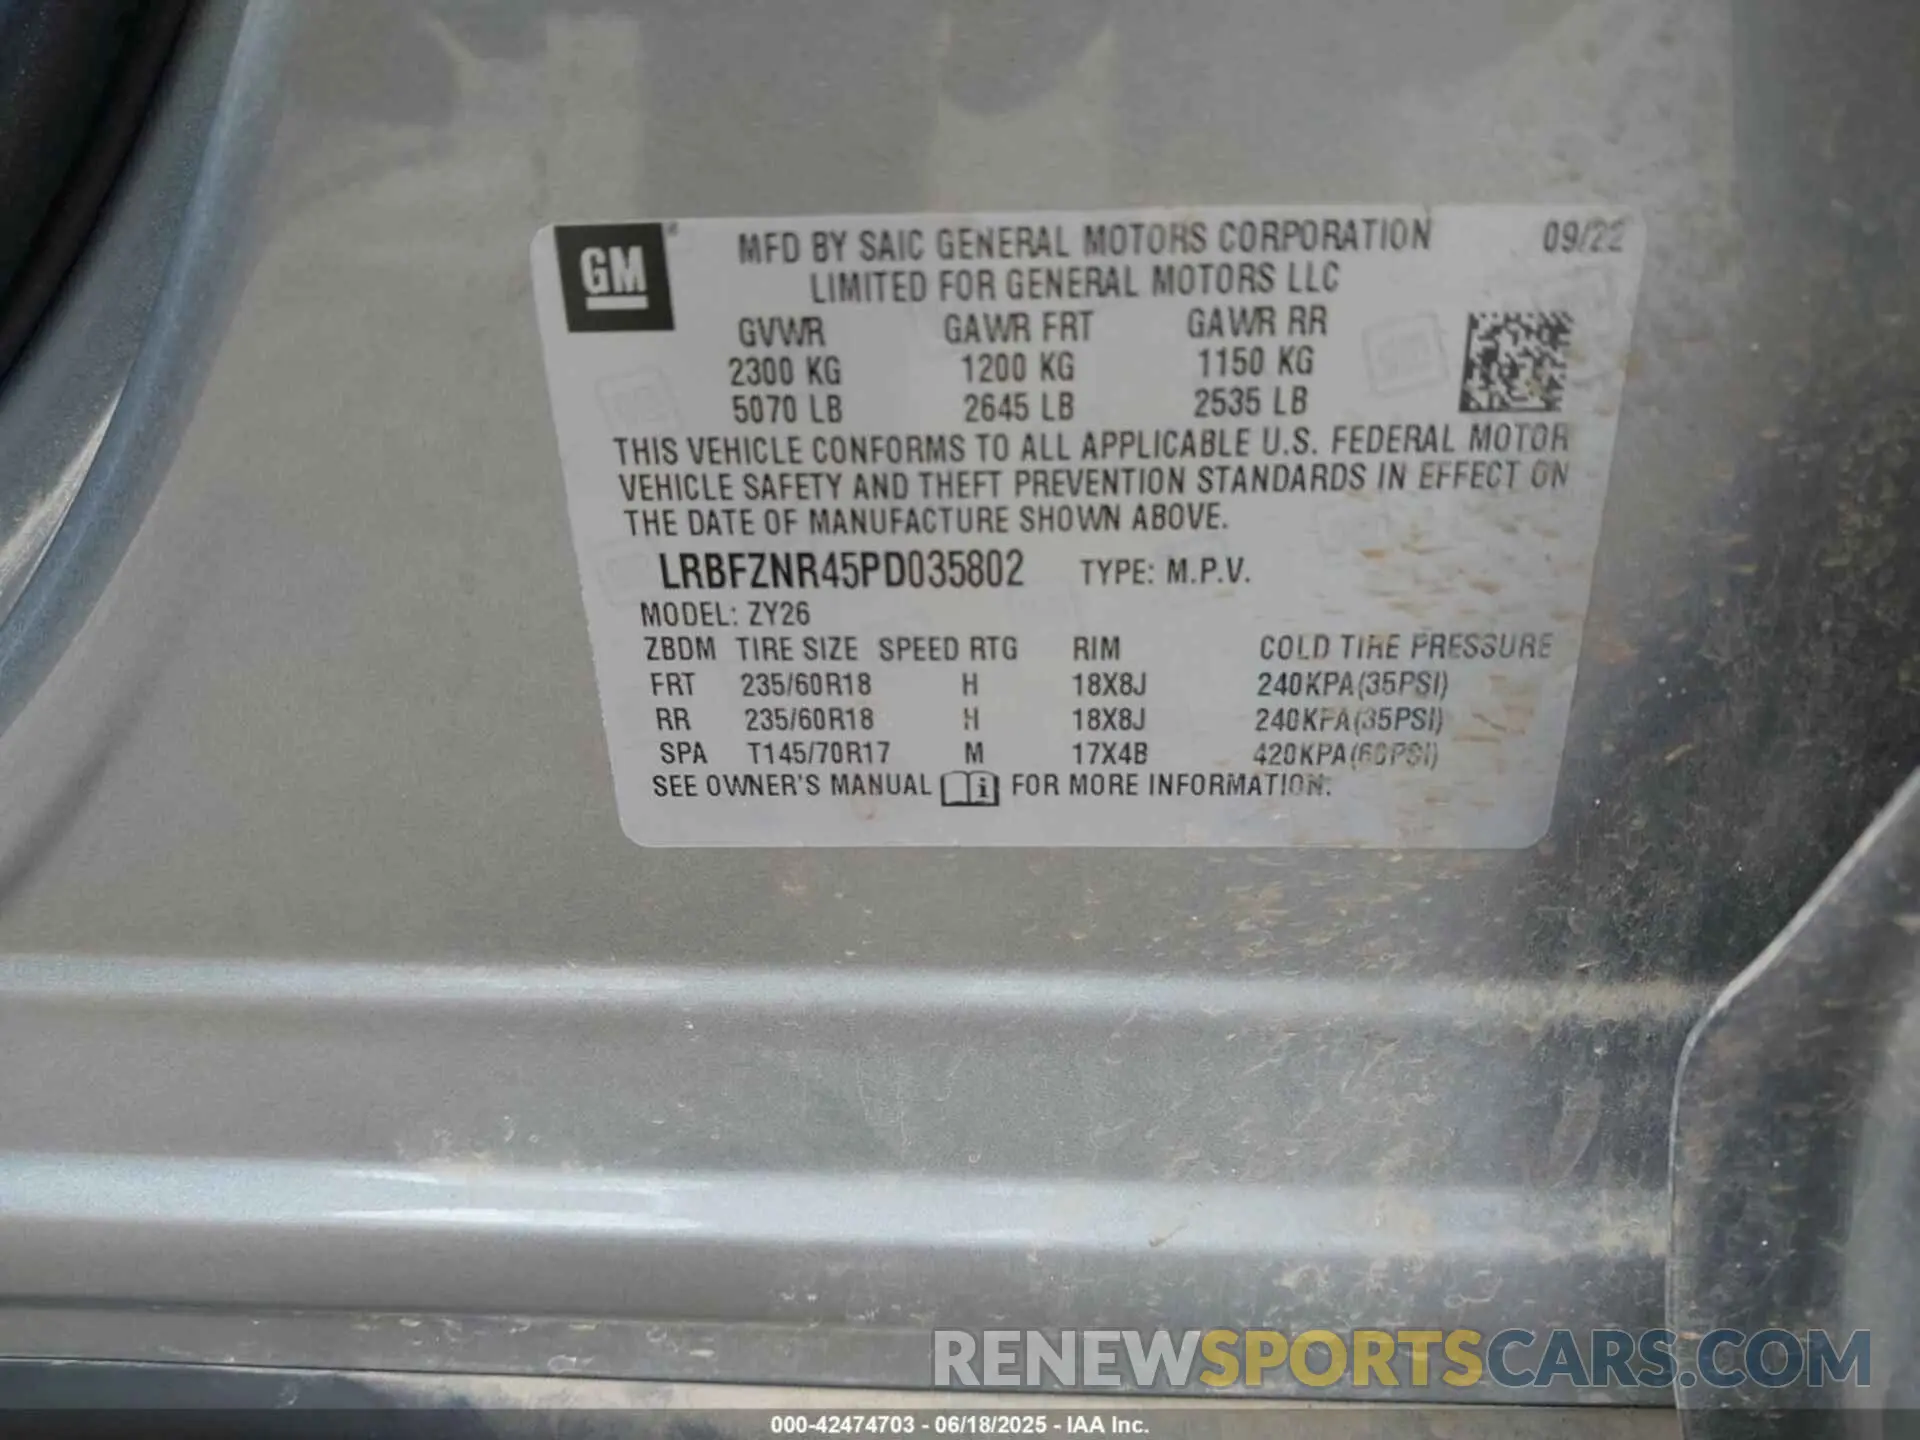 GM
MFD BY SAIC GENERAL MOTORS CORPORATION 09/22
LIMITED FOR GENERAL MOTORS LLC
GVWR GAWR FRT GAWR RR
2300 KG 1200 KG 1150 KG
5070 LB 2645 LB 2535 LB
THIS VEHICLE CONFORMS TO ALL APPLICABLE U.S. FEDERAL MOTOR
VEHICLE SAFETY AND THEFT PREVENTION STANDARDS IN EFFECT ON
THE DATE OF MANUFACTURE SHOWN ABOVE.
LRBFZNR45PD035802 TYPE: M.P.V.
MODEL: ZY26
ZBDM TIRE SIZE SPEED RTG RIM COLD TIRE PRESSURE
FRT 235/60R18 H 18X8J 240KPA(35PSI)
RR 235/60R18 H 18X8J 240KPA(35PSI)
SPA T145/70R17 M 17X4B 420KPA(60PSI)
SEE OWNER'S MANUAL i FOR MORE INFORMATION.
RENEWSPORTSCARS.COM
000-42474703 - 06/18/2025 - IAA Inc.